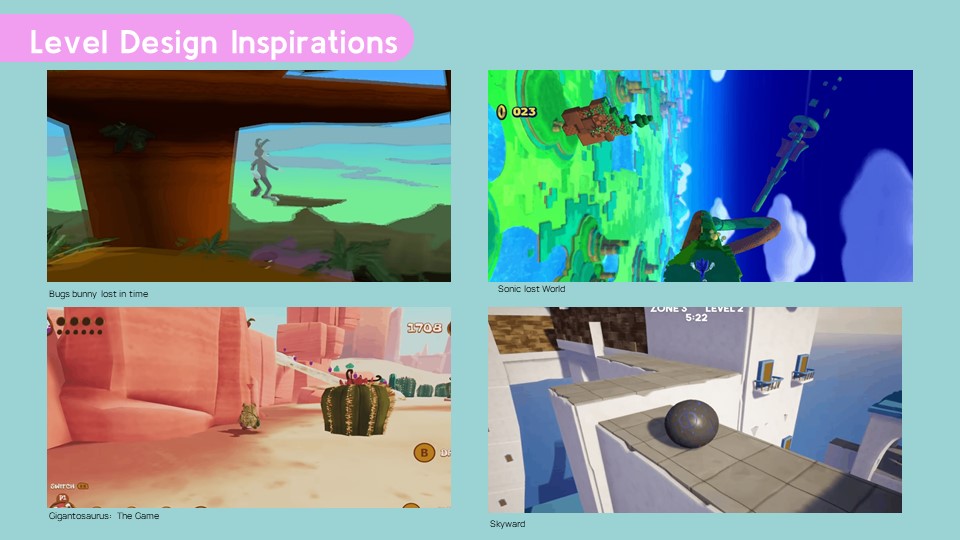 Level Design Inspirations
023
Bugs bunny lost in time
Sonic lost World
1708
B
SWITCH
P1
ZONE 3 LEVEL 2
5:22
Gigantosaurus: The Game
Skyward